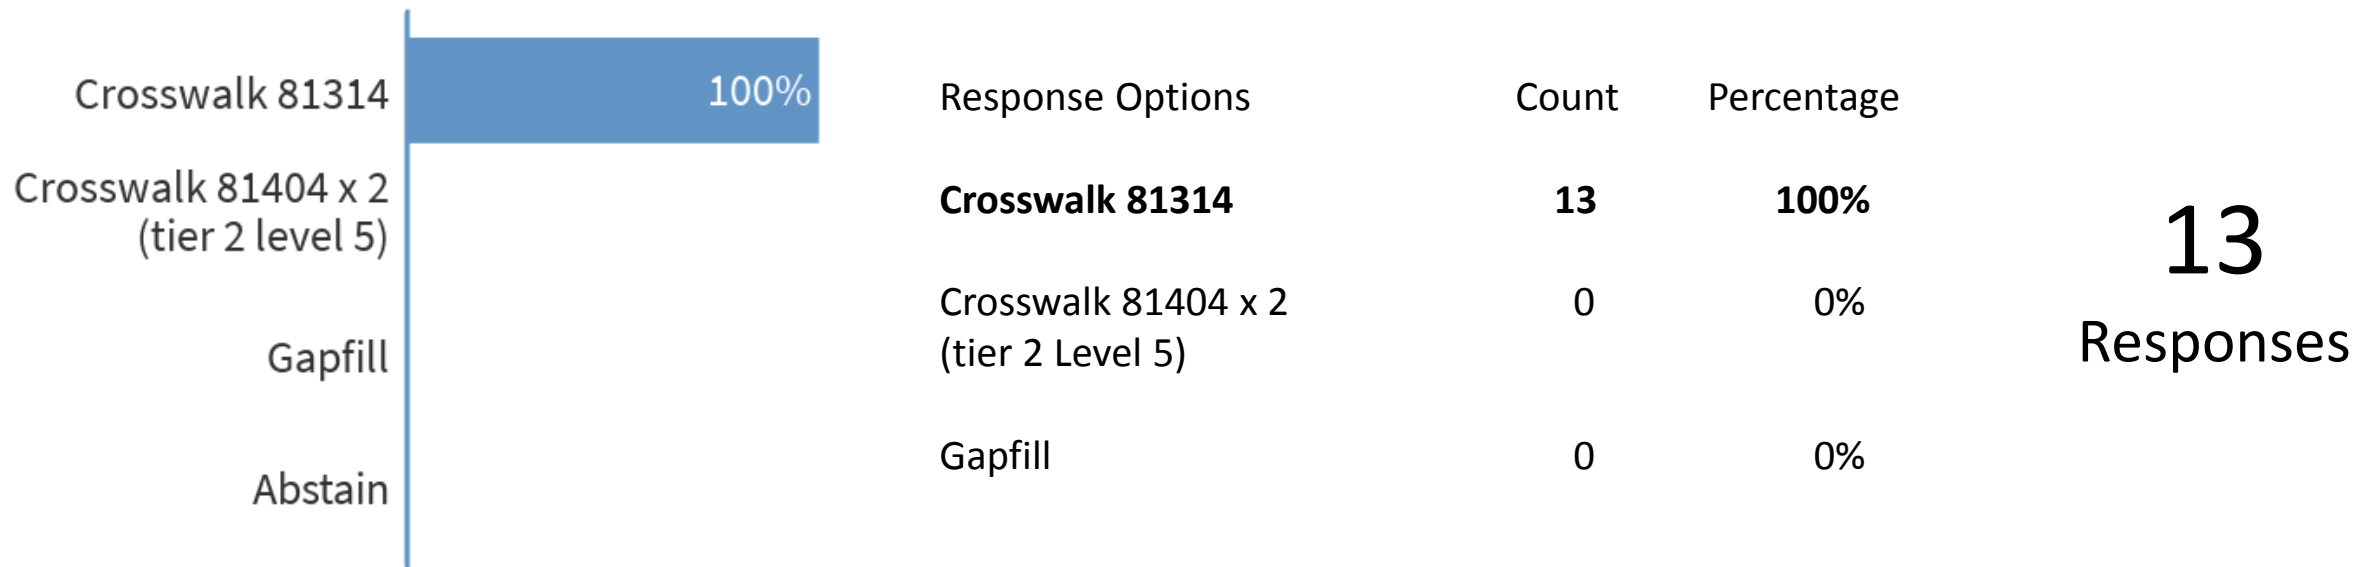 Crosswalk 81314
100%
Crosswalk 81404 x 2
(tier 2 level 5)
Gapfill
Abstain
Response Options Count Percentage
Crosswalk 81314 13 100%
Crosswalk 81404 x 2 0 0%
(tier 2 Level 5)
Gapfill 0 0%
13
Responses